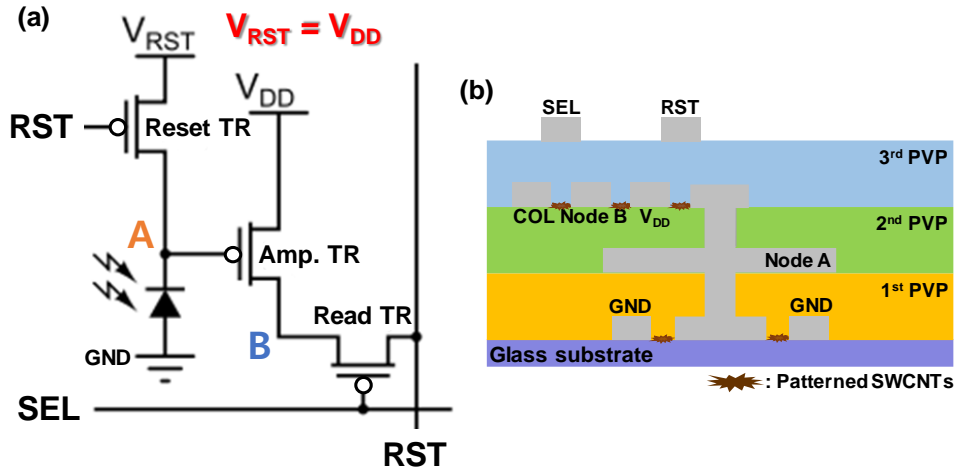 (a)
V_RST
V_RST = V_DD
V_DD
RST
Reset TR
A
Amp. TR
Read TR
B
GND
SEL
RST
(b)
SEL
RST
3rd PVP
COL Node B V_DD
2nd PVP
Node A
1st PVP
GND
GND
Glass substrate
: Patterned SWCNTs